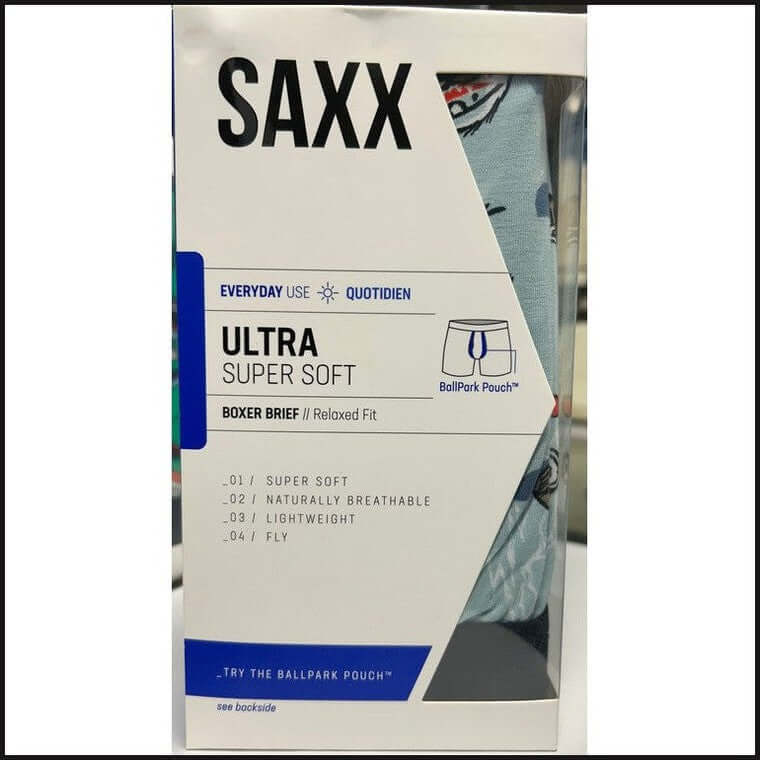 SAXX
EVERYDAY USE QUOTIDIEN
ULTRA
SUPER SOFT
BallPark Pouch™
BOXER BRIEF // Relaxed Fit
_01 / SUPER SOFT
_02 / NATURALLY BREATHABLE
_03 / LIGHTWEIGHT
_04 / FLY
_TRY THE BALLPARK POUCH™
see backside